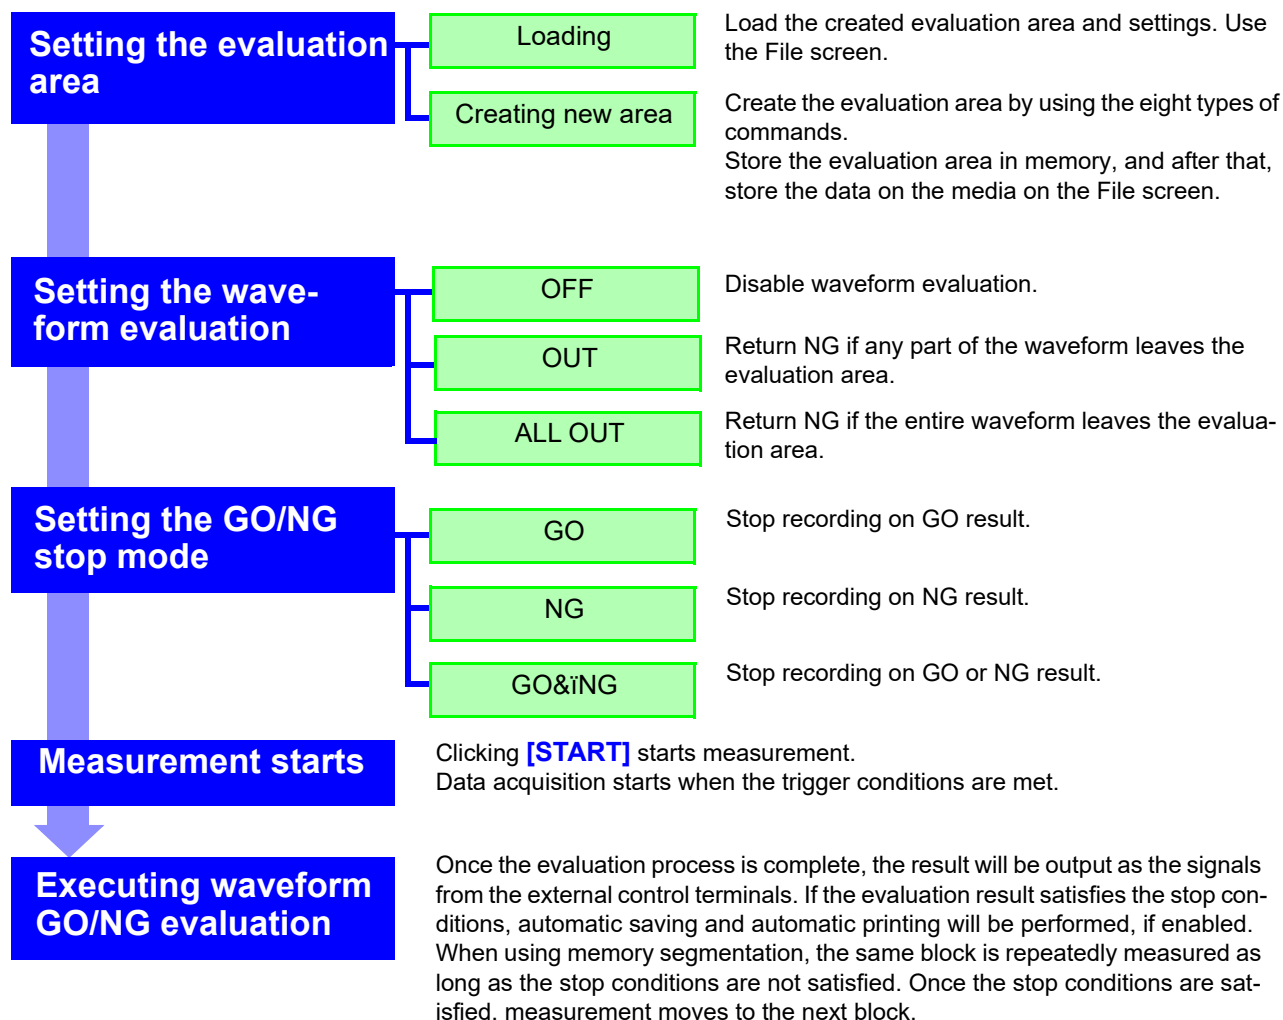 Setting the evaluation
area
Loading
Load the created evaluation area and settings. Use
the File screen.
Creating new area
Create the evaluation area by using the eight types of
commands.
Store the evaluation area in memory, and after that,
store the data on the media on the File screen.
Setting the wave-
form evaluation
OFF
Disable waveform evaluation.
OUT
Return NG if any part of the waveform leaves the
evaluation area.
ALL OUT
Return NG if the entire waveform leaves the evalua-
tion area.
Setting the GO/NG
stop mode
GO
Stop recording on GO result.
NG
Stop recording on NG result.
GO&ïNG
Stop recording on GO or NG result.
Measurement starts
Clicking [START] starts measurement.
Data acquisition starts when the trigger conditions are met.
Executing waveform
GO/NG evaluation
Once the evaluation process is complete, the result will be output as the signals
from the external control terminals. If the evaluation result satisfies the stop con-
ditions, automatic saving and automatic printing will be performed, if enabled.
When using memory segmentation, the same block is repeatedly measured as
long as the stop conditions are not satisfied. Once the stop conditions are sat-
isfied, measurement moves to the next block.